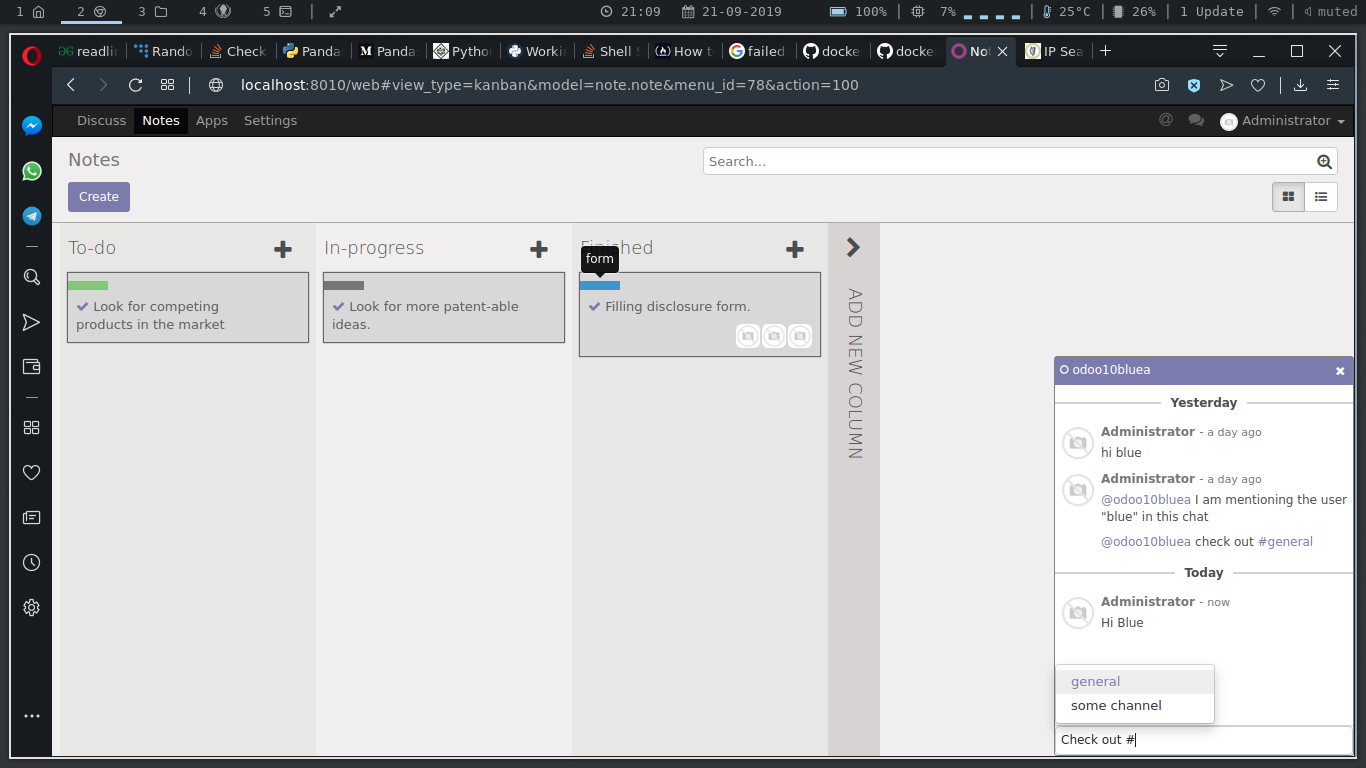 1 2 3 4 5 21:09 21-09-2019 100% 7% 25°C 26% 1 Update muted
readlin Rando Check Panda Panda Pytho Worki Shell S How t failed docke docke Not IP Sea
localhost:8010/web#view_type=kanban&model=note.note&menu_id=78&action=100
Discuss Notes Apps Settings @ Administrator
Notes
Search...
Create
To-do
In-progress
Finished
form
Look for competing
products in the market
Look for more patent-able
ideas.
Filling disclosure form.
ADD NEW COLUMN
odoo10bluea
Yesterday
Administrator - a day ago
hi blue
Administrator - a day ago
@odoo10bluea I am mentioning the user
"blue" in this chat
@odoo10bluea check out #general
Today
Administrator - now
Hi Blue
general
some channel
Check out #